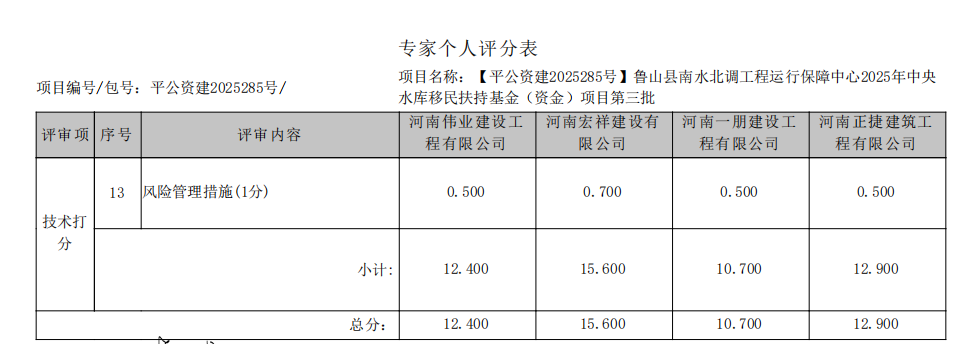 专家个人评分表
项目编号/包号：平公资建2025285号/
项目名称：【平公资建2025285号】鲁山县南水北调工程运行保障中心2025年中央
水库移民扶持基金（资金）项目第三批
评审项 序号 评审内容 河南伟业建设工 河南宏祥建设有 河南一朋建设工 河南正捷建筑工
程有限公司 限公司 程有限公司 程有限公司
13 风险管理措施(1分) 0.500 0.700 0.500 0.500
技术打
分
小计: 12.400 15.600 10.700 12.900
总分： 12.400 15.600 10.700 12.900